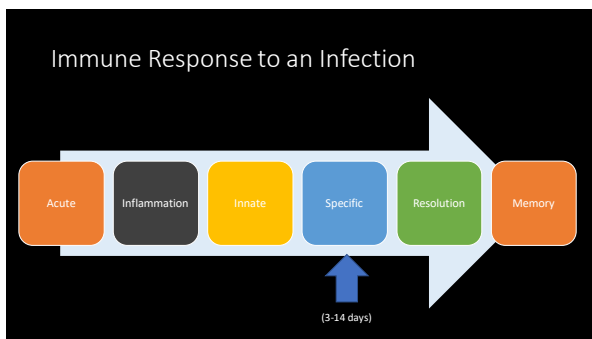 Immune Response to an Infection
Acute
Inflammation
Innate
Specific
Resolution
Memory
(3-14 days)